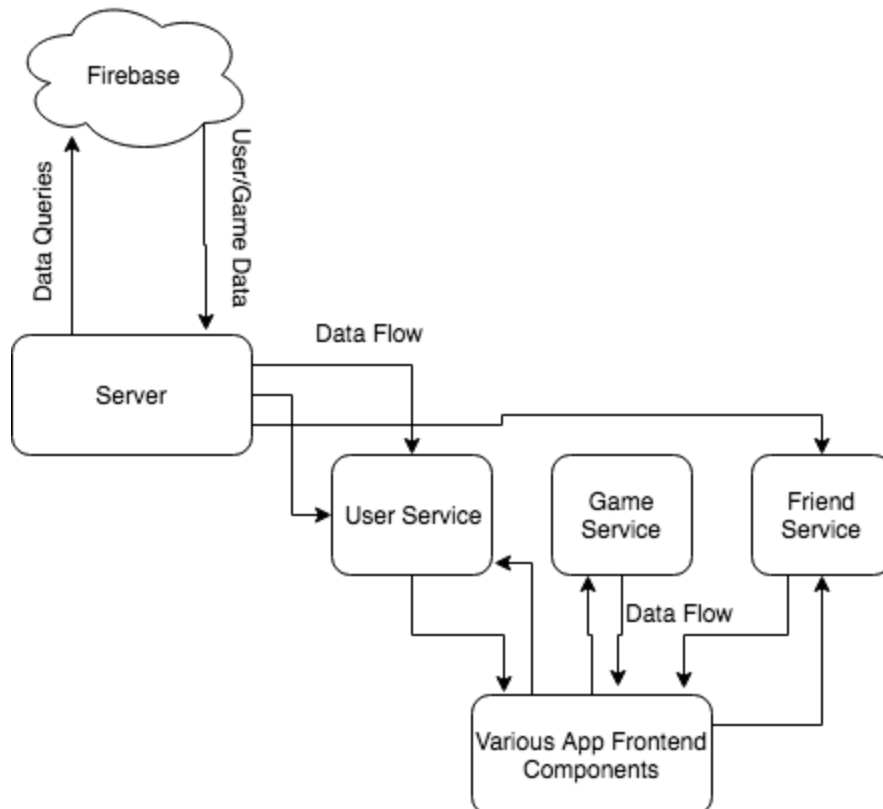 Firebase
Data Queries
User/Game Data
Data Flow
Server
User Service
Game
Service
Friend
Service
Data Flow
Various App Frontend
Components